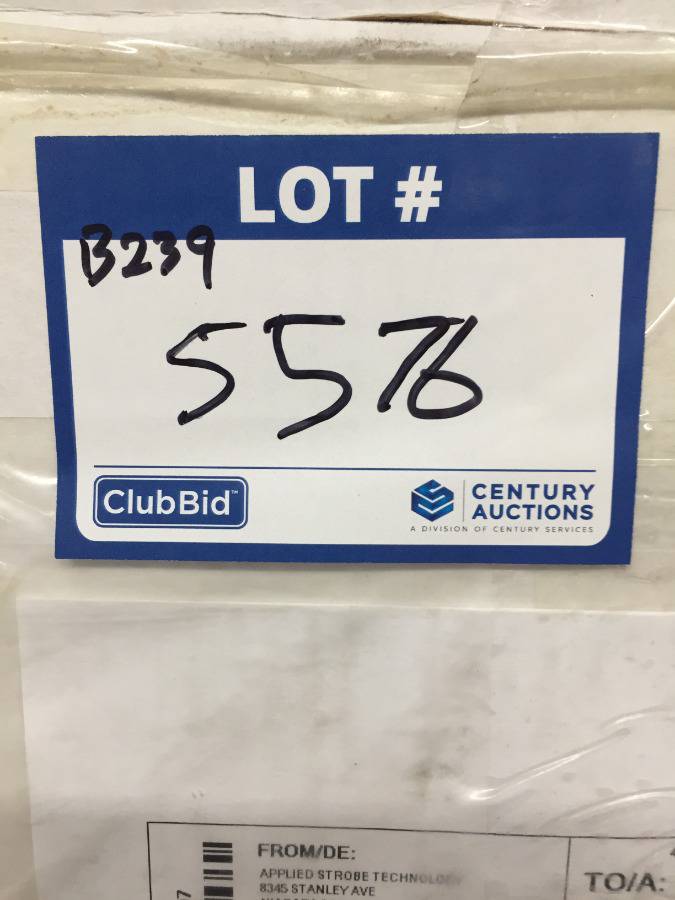 LOT #
B239
5576
ClubBid™
CENTURY
AUCTIONS
A DIVISION OF CENTURY SERVICES
FROM/DE:
APPLIED STROBE TECHNOLOGY
8345 STANLEY AVE
TO/A:
7